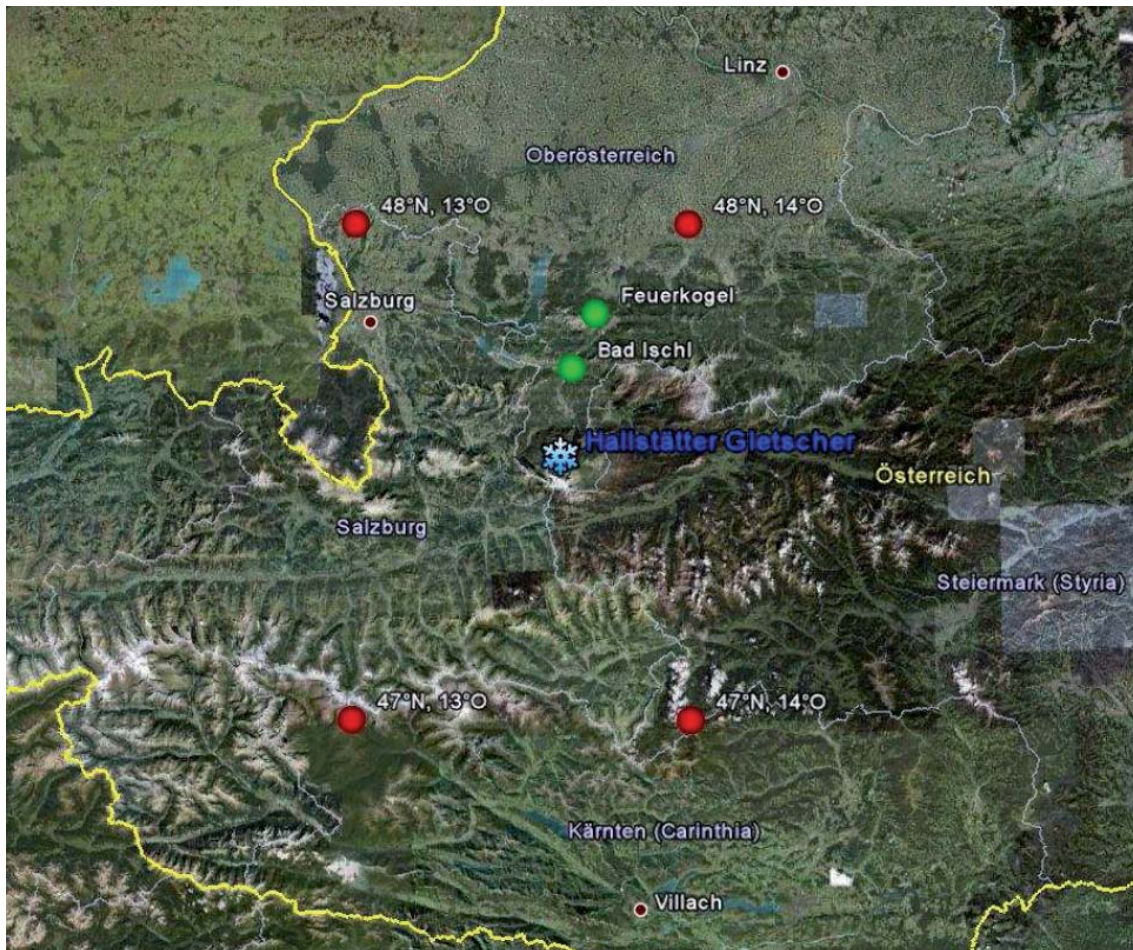 Linz
Oberösterreich
48°N, 13°O
48°N, 14°O
Feuerkogel
Salzburg
Bad Ischl
Hallstätter Gletscher
Österreich
Salzburg
Steiermark (Styria)
47°N, 13°O
47°N, 14°O
Kärnten (Carinthia)
Villach